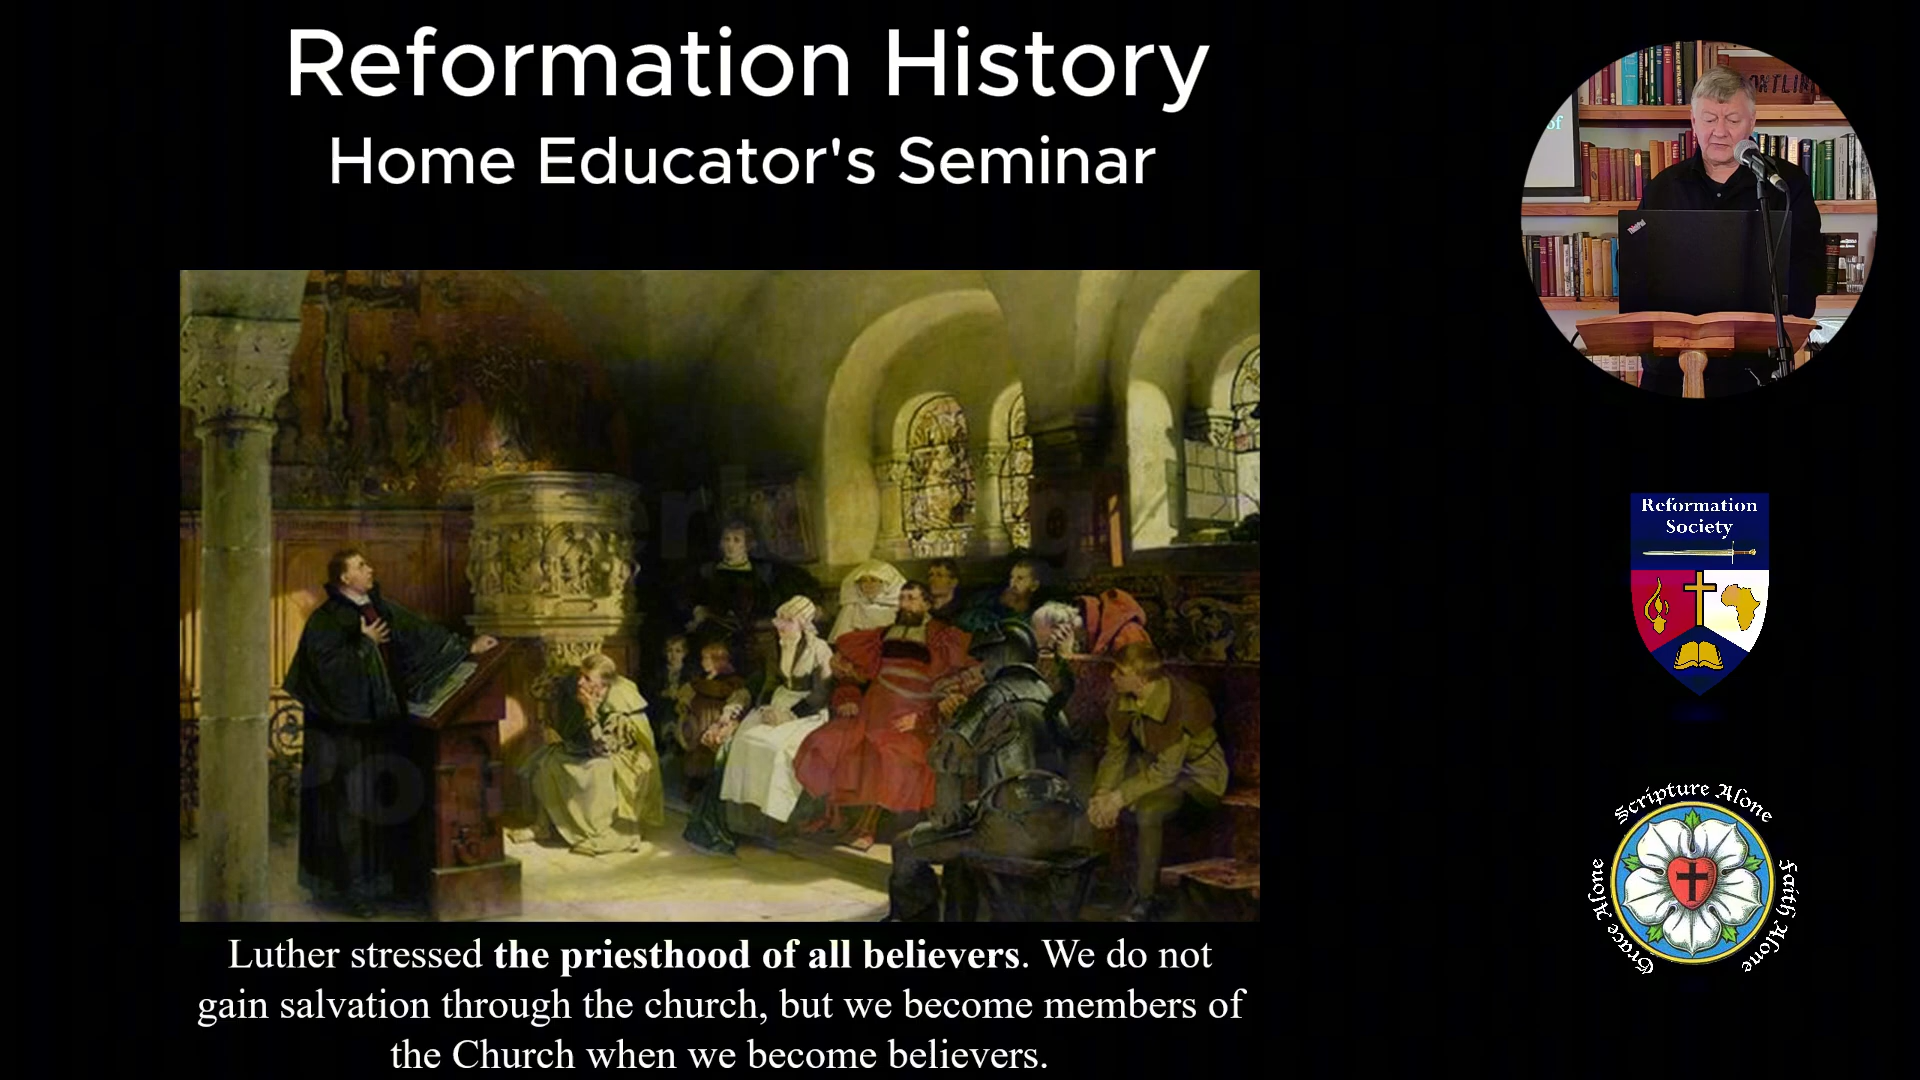 Reformation History
Home Educator's Seminar
of
ThinkPad
Reformation
Society
Scripture Alone
Grace Alone
Faith Alone
Luther stressed the priesthood of all believers. We do not
gain salvation through the church, but we become members of
the Church when we become believers.